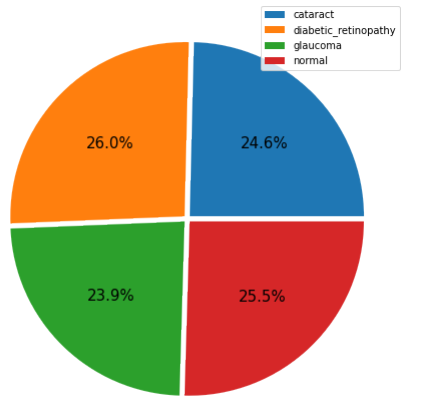 cataract
diabetic_retinopathy
glaucoma
normal
26.0%
24.6%
23.9%
25.5%